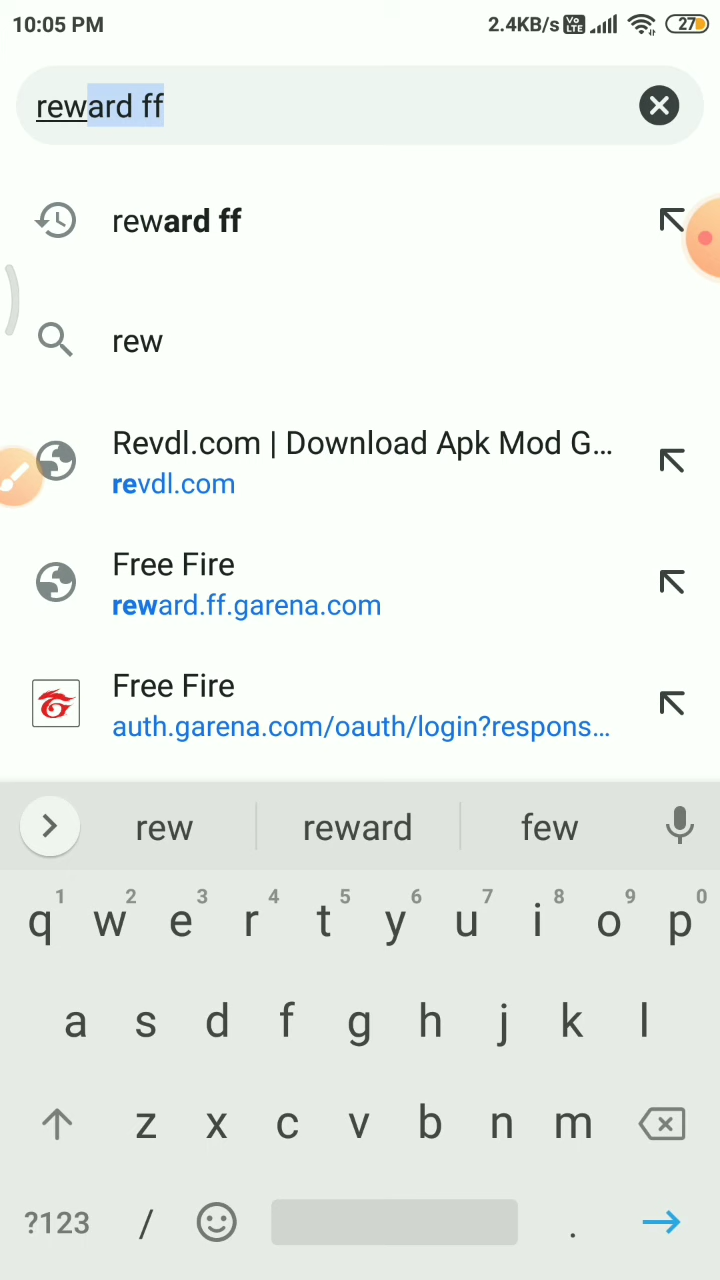 10:05 PM 2.4KB/s Vo LTE 27
reward ff
reward ff
rew
Revdl.com | Download Apk Mod G...
revdl.com
Free Fire
reward.ff.garena.com
Free Fire
auth.garena.com/oauth/login?respons...
rew reward few
1 2 3 4 5 6 7 8 9 0
q w e r t y u i o p
a s d f g h j k l
z x c v b n m
?123 / .